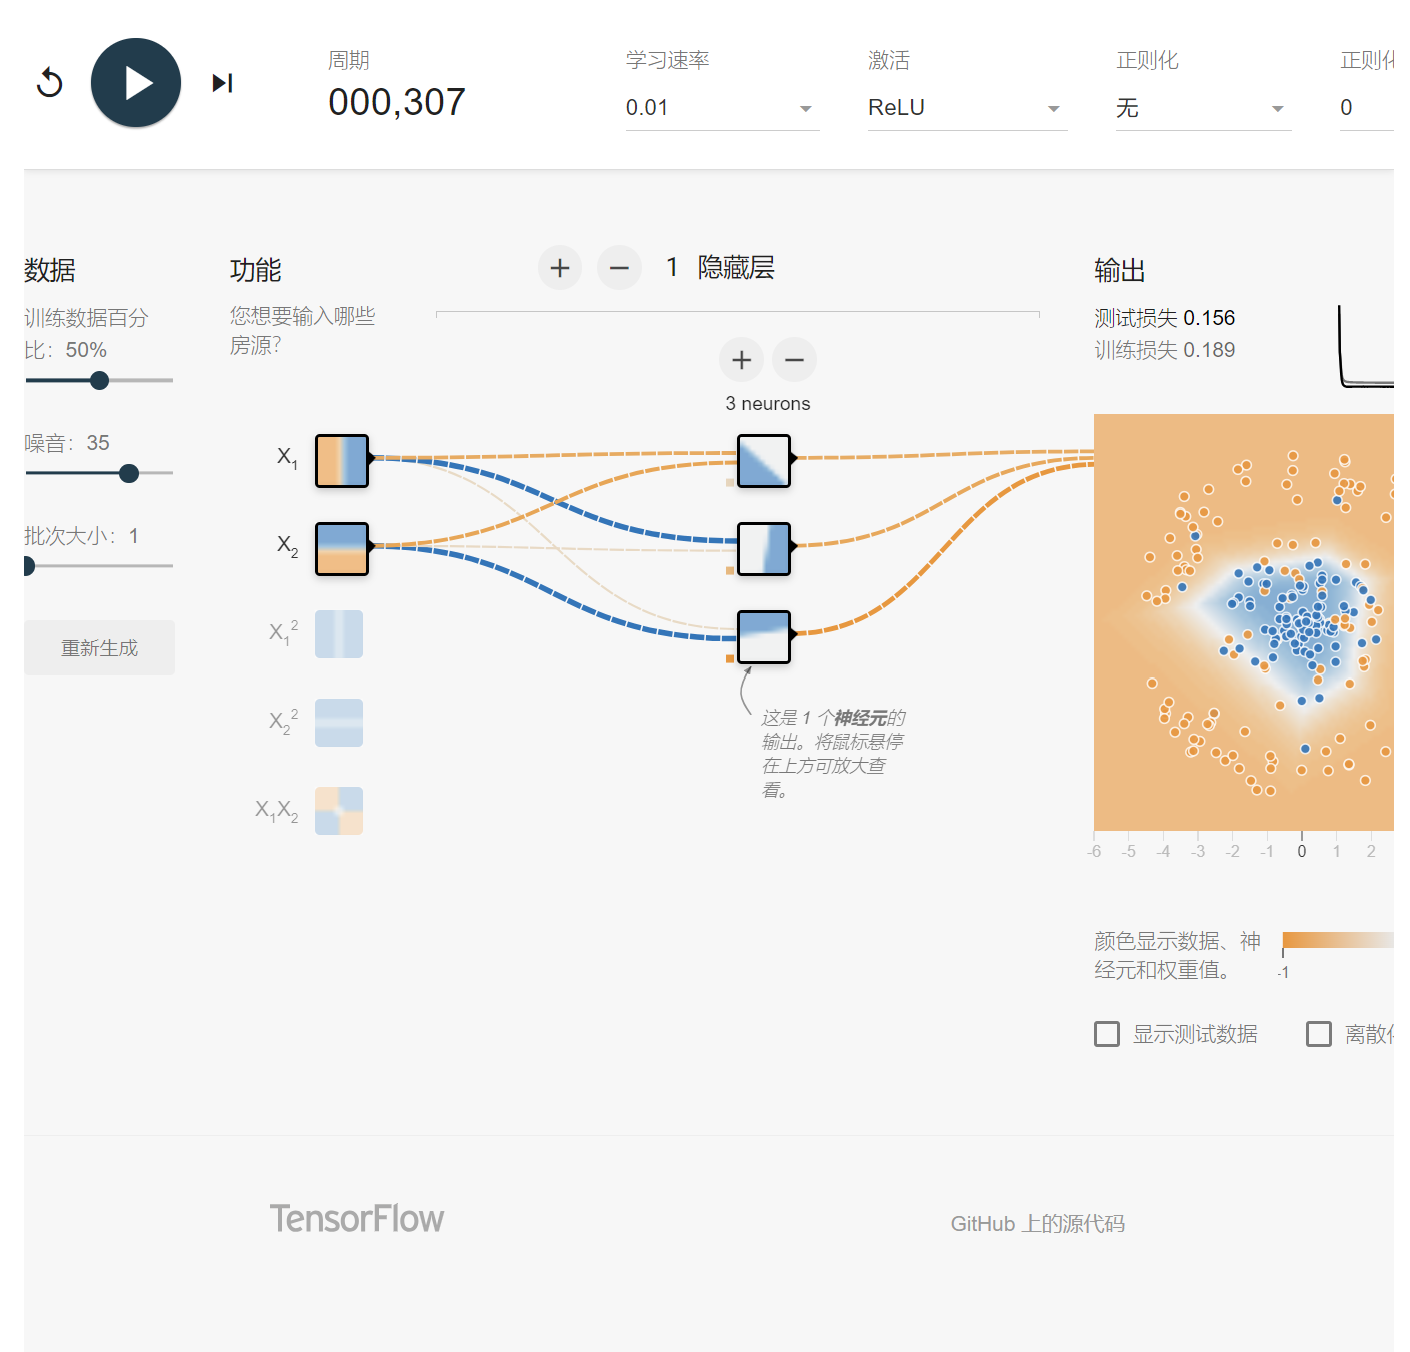 周期
000,307
学习速率
0.01
激活
ReLU
正则化
无
正则化
0
数据
训练数据百分
比：50%
噪音：35
批次大小：1
重新生成
功能
您想要输入哪些
房源？
X1
X2
X1²
X2²
X1X2
1 隐藏层
3 neurons
这是 1 个神经元的
输出。将鼠标悬停
在上方可放大查
看。
输出
测试损失 0.156
训练损失 0.189
-6 -5 -4 -3 -2 -1 0 1 2
颜色显示数据、神
经元和权重值。
-1
显示测试数据
离散化
TensorFlow
GitHub 上的源代码